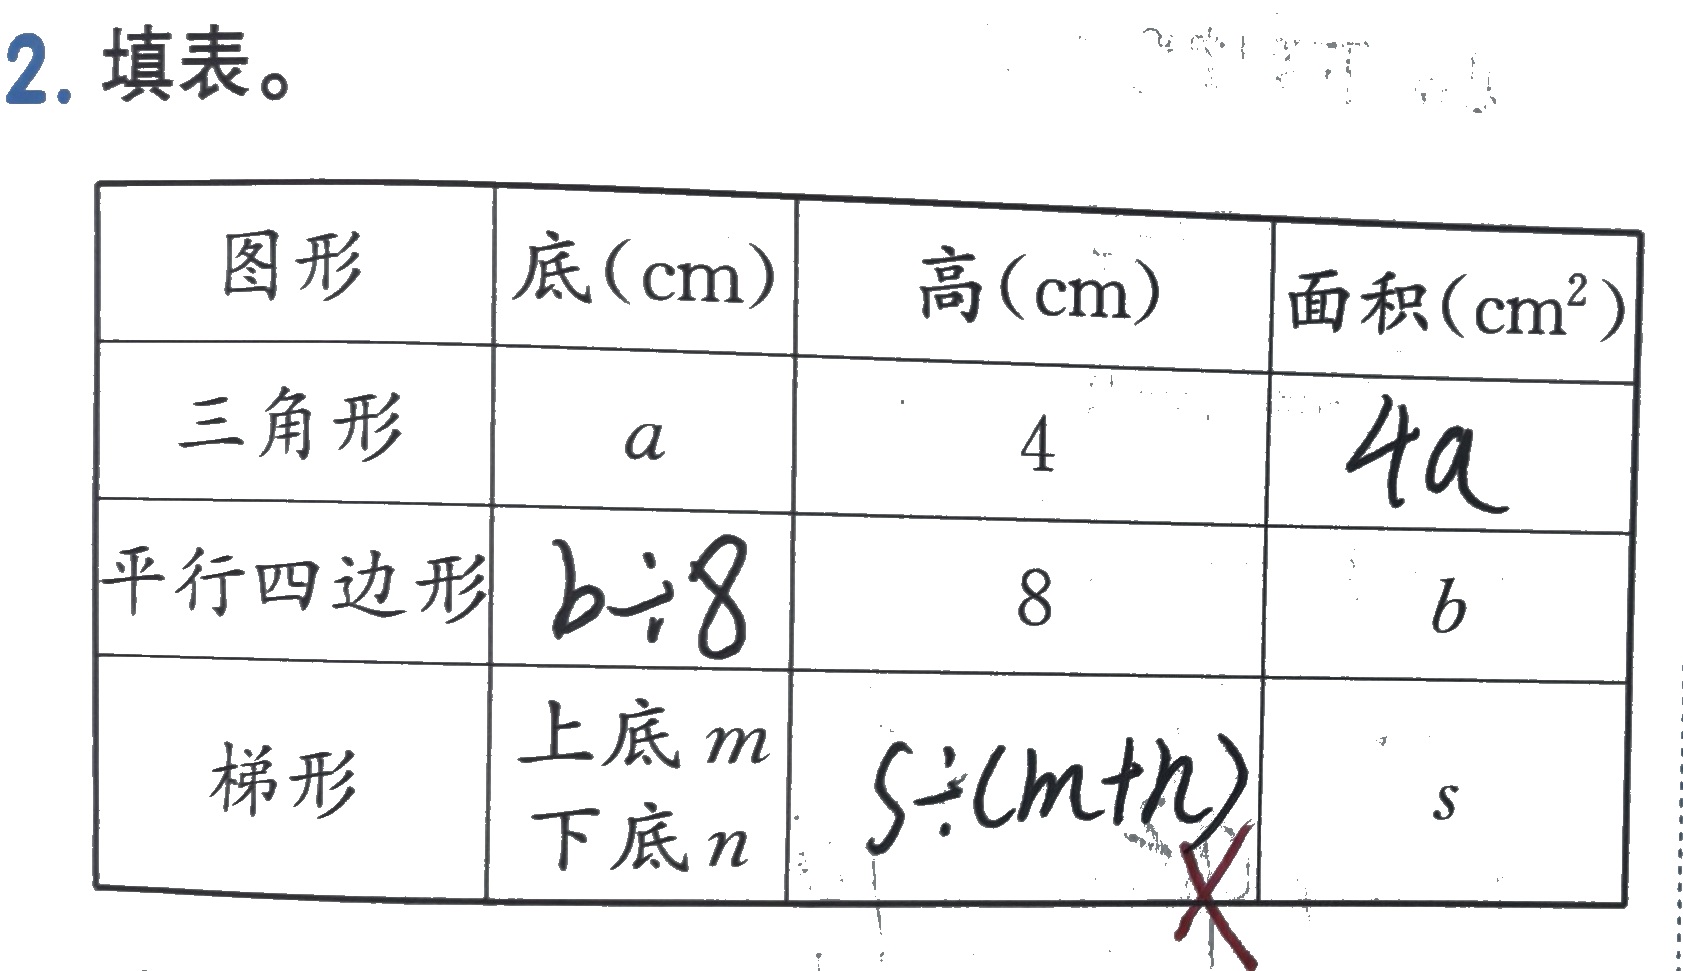 2. 填表。
图形 底(cm) 高(cm) 面积(cm²)
三角形 a 4 4a
平行四边形 b÷8 8 b
梯形 上底 m 下底 n s÷(m+n) s